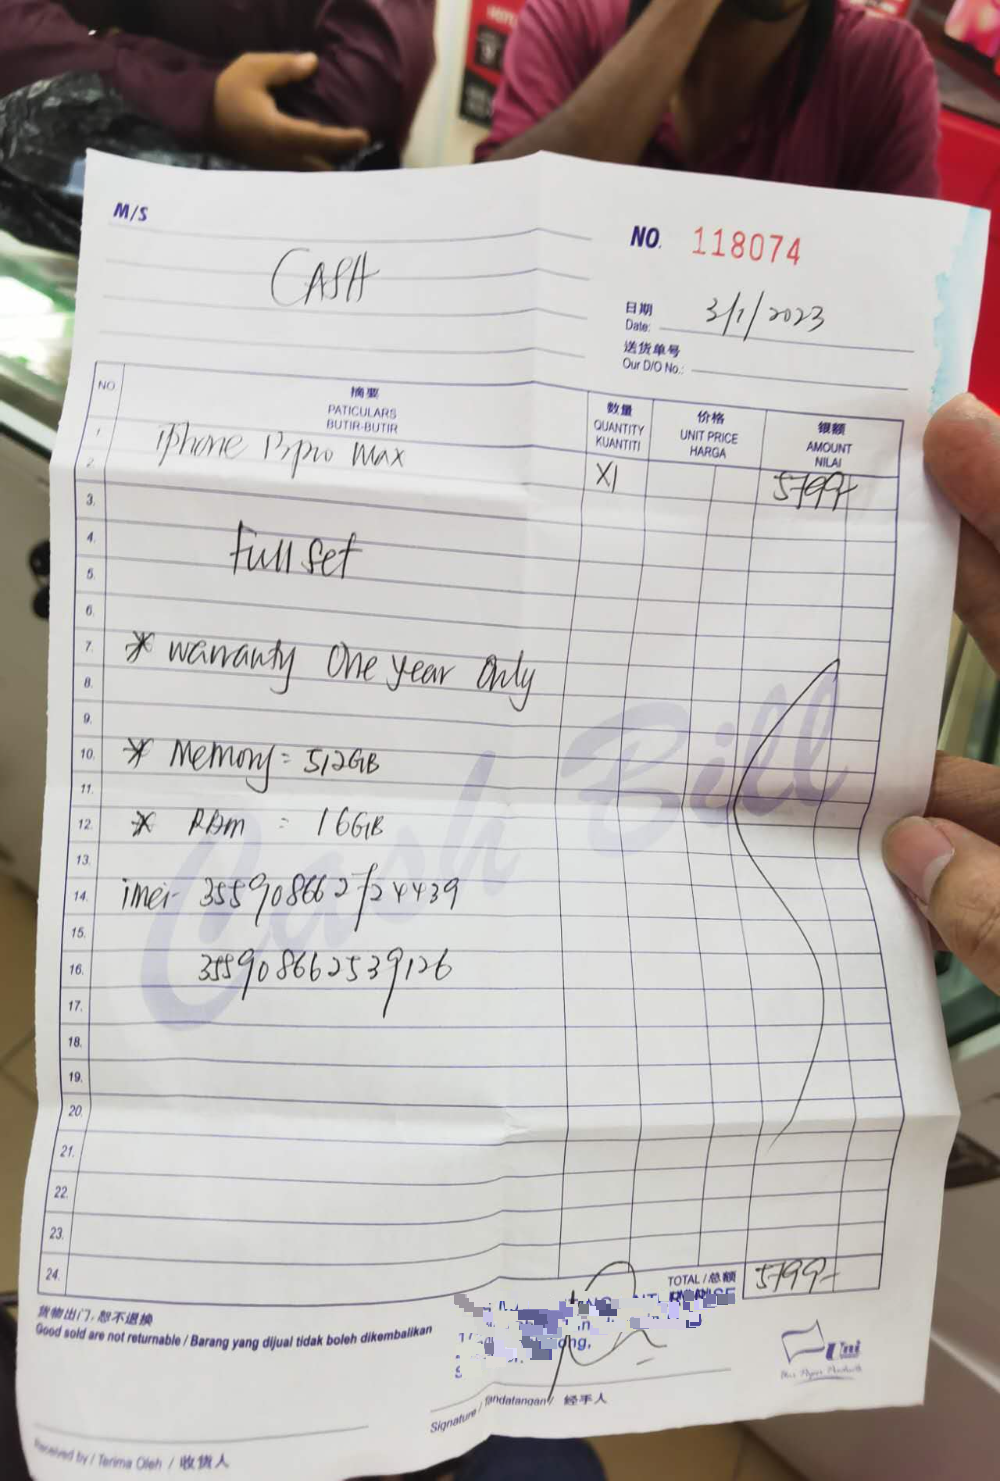 M/S
CASH
NO. 118074
日期
Date: 3/1/2023
送货单号
Our D/O No.:
NO
摘要
PATICULARS
BUTIR-BUTIR
数量
QUANTITY
KUANTITI
价格
UNIT PRICE
HARGA
银额
AMOUNT
NILAI
1.
iphone 13 pro max
2.
X1
5799/-
3.
4.
Full set
5.
6.
7.
* Warranty One year Only
8.
9.
10.
* Memory = 512GB
11.
12.
* RAM = 16GB
13.
14.
imei- 355908662724439
15.
16.
355908662539126
17.
18.
19.
20.
21.
22.
23.
24.
Cash Bill
TOTAL / 总额
5799/-
货物出门，恕不退换
Good sold are not returnable / Barang yang dijual tidak boleh dikembalikan
Signature / Tandatangan / 经手人
Received by / Terima Oleh / 收货人